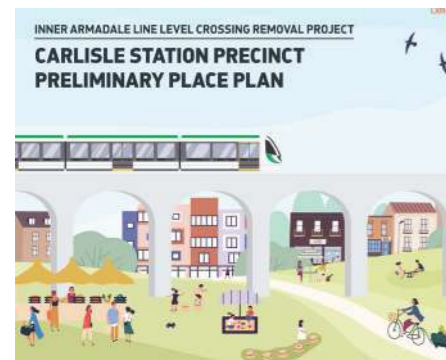 INNER ARMADALE LINE LEVEL CROSSING REMOVAL PROJECT
CARLISLE STATION PRECINCT
PRELIMINARY PLACE PLAN